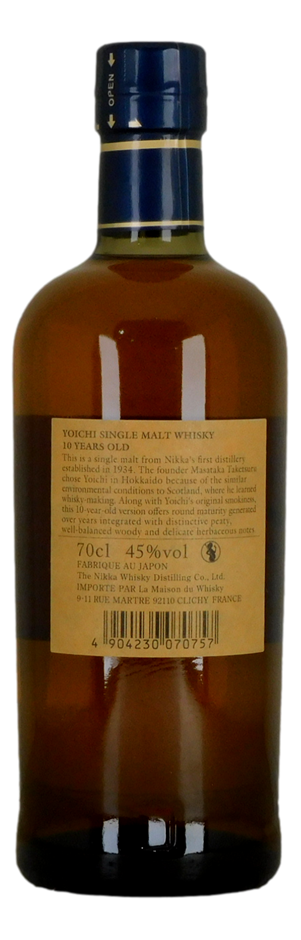 OPEN
YOICHI SINGLE MALT WHISKY
10 YEARS OLD
This is a single malt from Nikka's first distillery
established in 1934. The founder Masataka Taketsuru
chose Yoichi in Hokkaido because of the similar
environmental conditions to Scotland, where he learned
whisky-making. Along with Yoichi's original smokiness,
this 10-year-old version offers round maturity generated
over years integrated with distinctive peaty,
well-balanced woody and delicate herbaceous notes.
70cl 45%vol
FABRIQUE AU JAPON
The Nikka Whisky Distilling Co., Ltd.
IMPORTE PAR La Maison du Whisky
9-11 RUE MARTRE 92110 CLICHY FRANCE
4 904230 070757